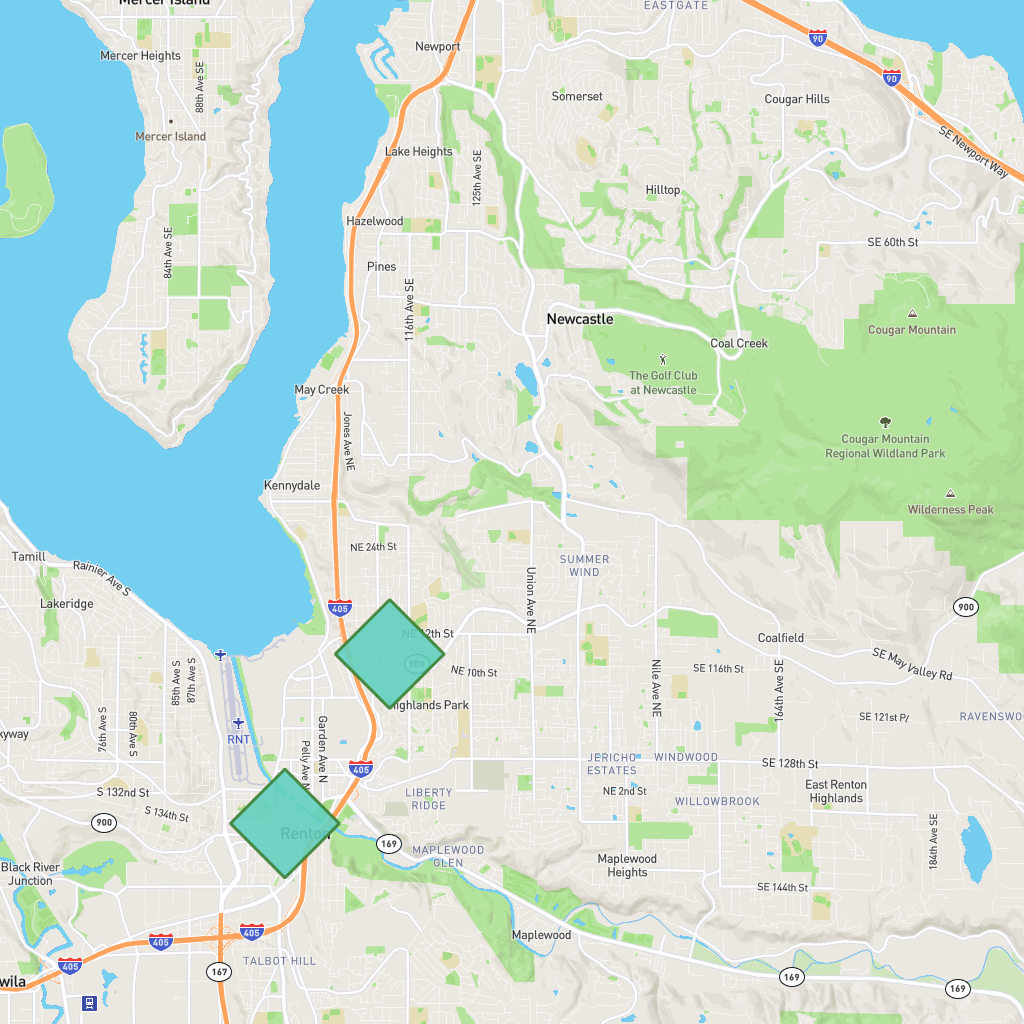 Mercer Island
EASTGATE
90
Newport
Mercer Heights
88th Ave SE
90
Somerset
Cougar Hills
Mercer Island
SE Newport Way
Lake Heights
125th Ave SE
Hilltop
Hazelwood
84th Ave SE
SE 60th St
Pines
116th Ave SE
Newcastle
Cougar Mountain
Coal Creek
The Golf Club
at Newcastle
May Creek
Jones Ave NE
Cougar Mountain
Regional Wildland Park
Kennydale
Wilderness Peak
NE 24th St
Tamill
Rainier Ave S
SUMMER
WIND
Union Ave NE
Lakeridge
405
900
NE 12th St
Coalfield
900
SE May Valley Rd
85th Ave S
87th Ave S
NE 10th St
Nile Ave NE
SE 116th St
164th Ave SE
Highlands Park
76th Ave S
80th Ave S
SE 121st P
RAVENSWO
kyway
RNT
Garden Ave N
Pelly Ave N
405
JERICHO
ESTATES
WINDWOOD
SE 128th St
S 132nd St
LIBERTY
RIDGE
NE 2nd St
WILLOWBROOK
East Renton
Highlands
S 134th St
900
Renton
169
184th Ave SE
MAPLEWOOD
GLEN
Maplewood
Heights
Black River
Junction
SE 144th St
405
405
Maplewood
405
TALBOT HILL
167
169
169
wila